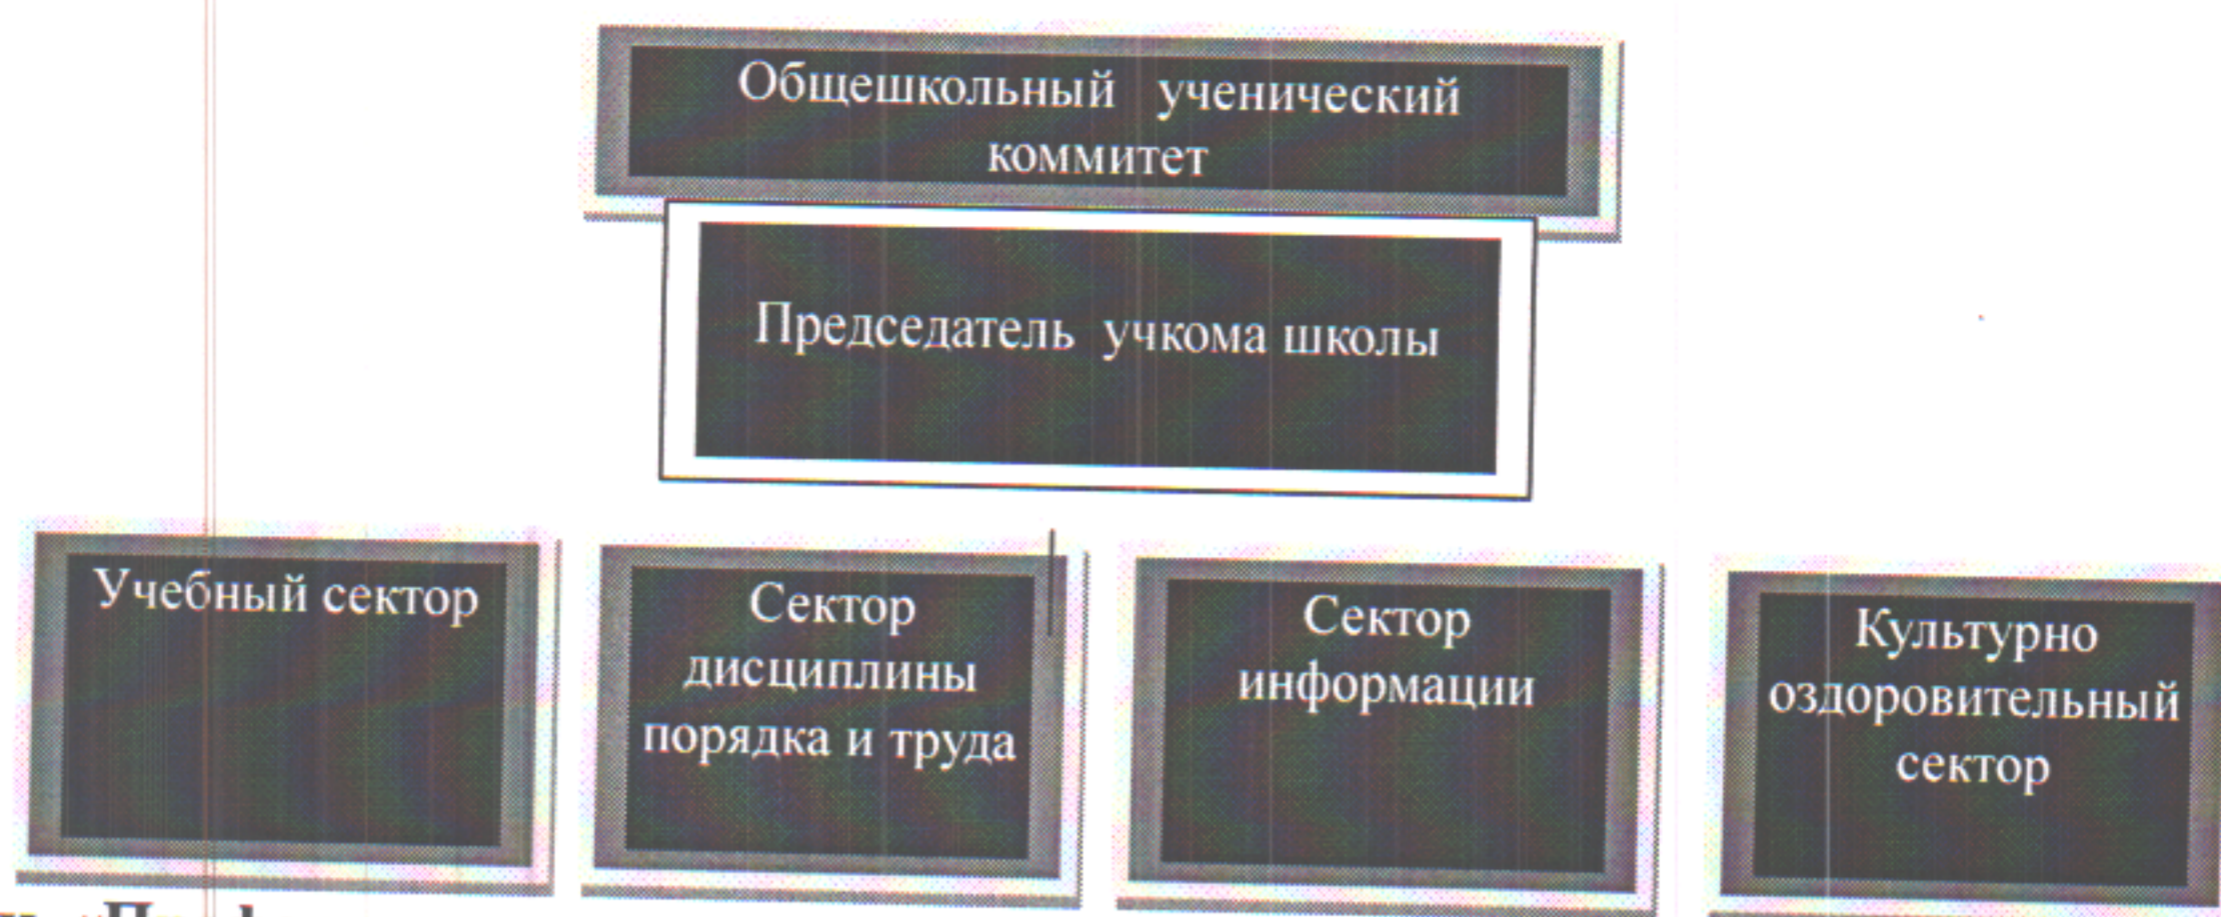 Общешкольный ученический
коммитет
Председатель учкома школы
Учебный сектор
Сектор
дисциплины
порядка и труда
Сектор
информации
Культурно
оздоровительный
сектор